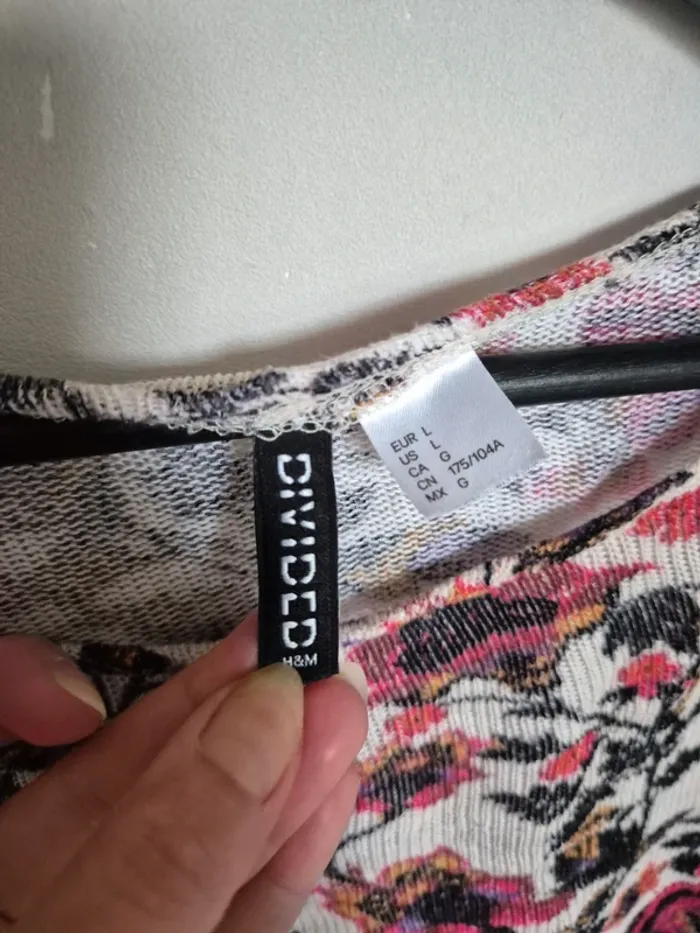 DIVIDED
H&M
EUR L
US L
CA G
CN 175/104A
MX G